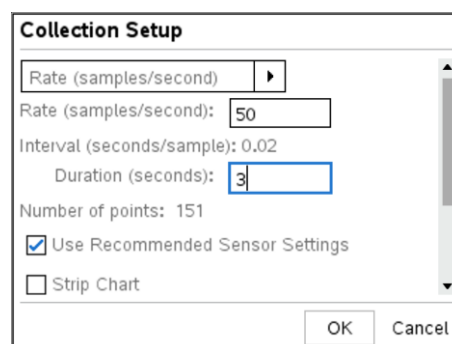 Collection Setup
Rate (samples/second)
Rate (samples/second): 50
Interval (seconds/sample): 0.02
Duration (seconds): 3
Number of points: 151
Use Recommended Sensor Settings
Strip Chart
OK Cancel